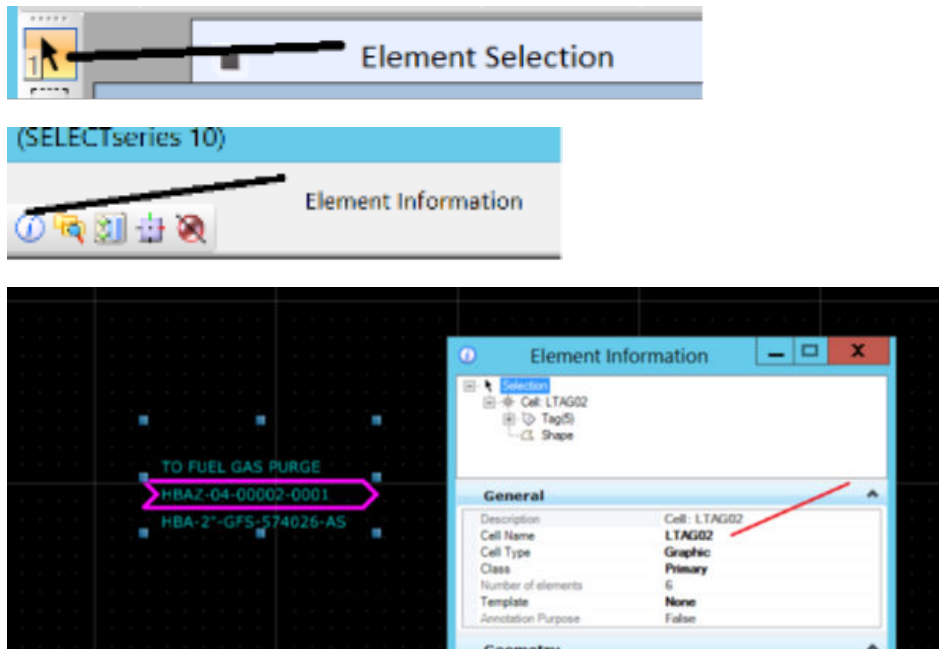 1
Element Selection
(SELECTseries 10)
Element Information
Element Information
Selection
Cell: LTAG02
Tag(5)
Shape
TO FUEL GAS PURGE
HBAZ-04-00002-0001
HBA-2"-GFS-574026-AS
General
Description Cell: LTAG02
Cell Name LTAG02
Cell Type Graphic
Class Primary
Number of elements 6
Template None
Annotation Purpose False
Geometry